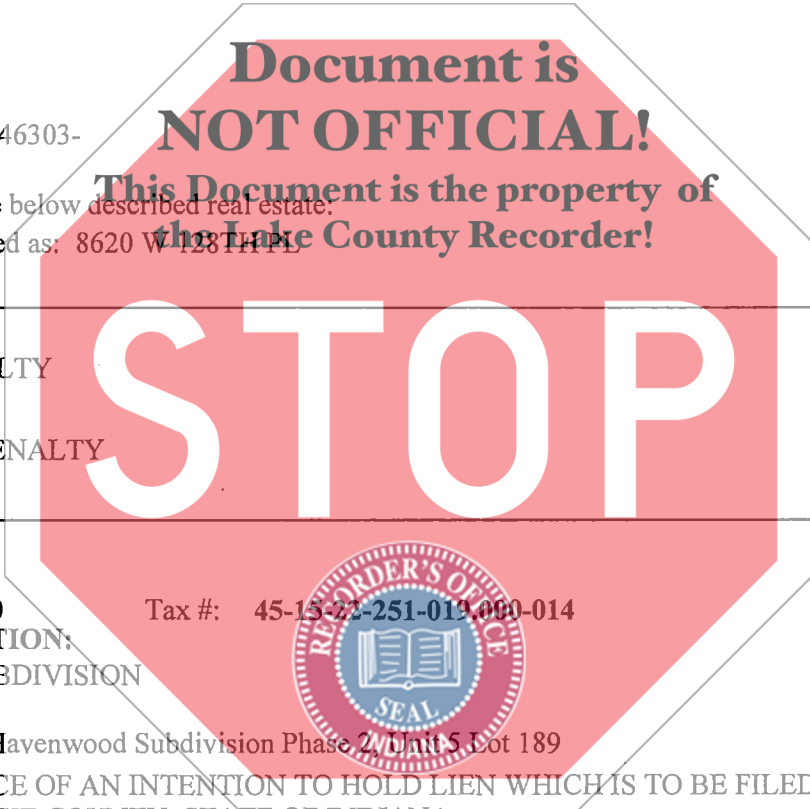 Document is
NOT OFFICIAL!
46303-
This Document is the property of
below described real estate:
the Lake County Recorder!
ed as: 8620 W 128TH PL
LTY
STOP
ENALTY
Tax #: 45-15-22-251-019.000-014
TION:
BDIVISION
RECORDER'S OFFICE
SEAL
INDIANA
Havenwood Subdivision Phase 2, Unit 5 Lot 189
CE OF AN INTENTION TO HOLD LIEN WHICH IS TO BE FILED